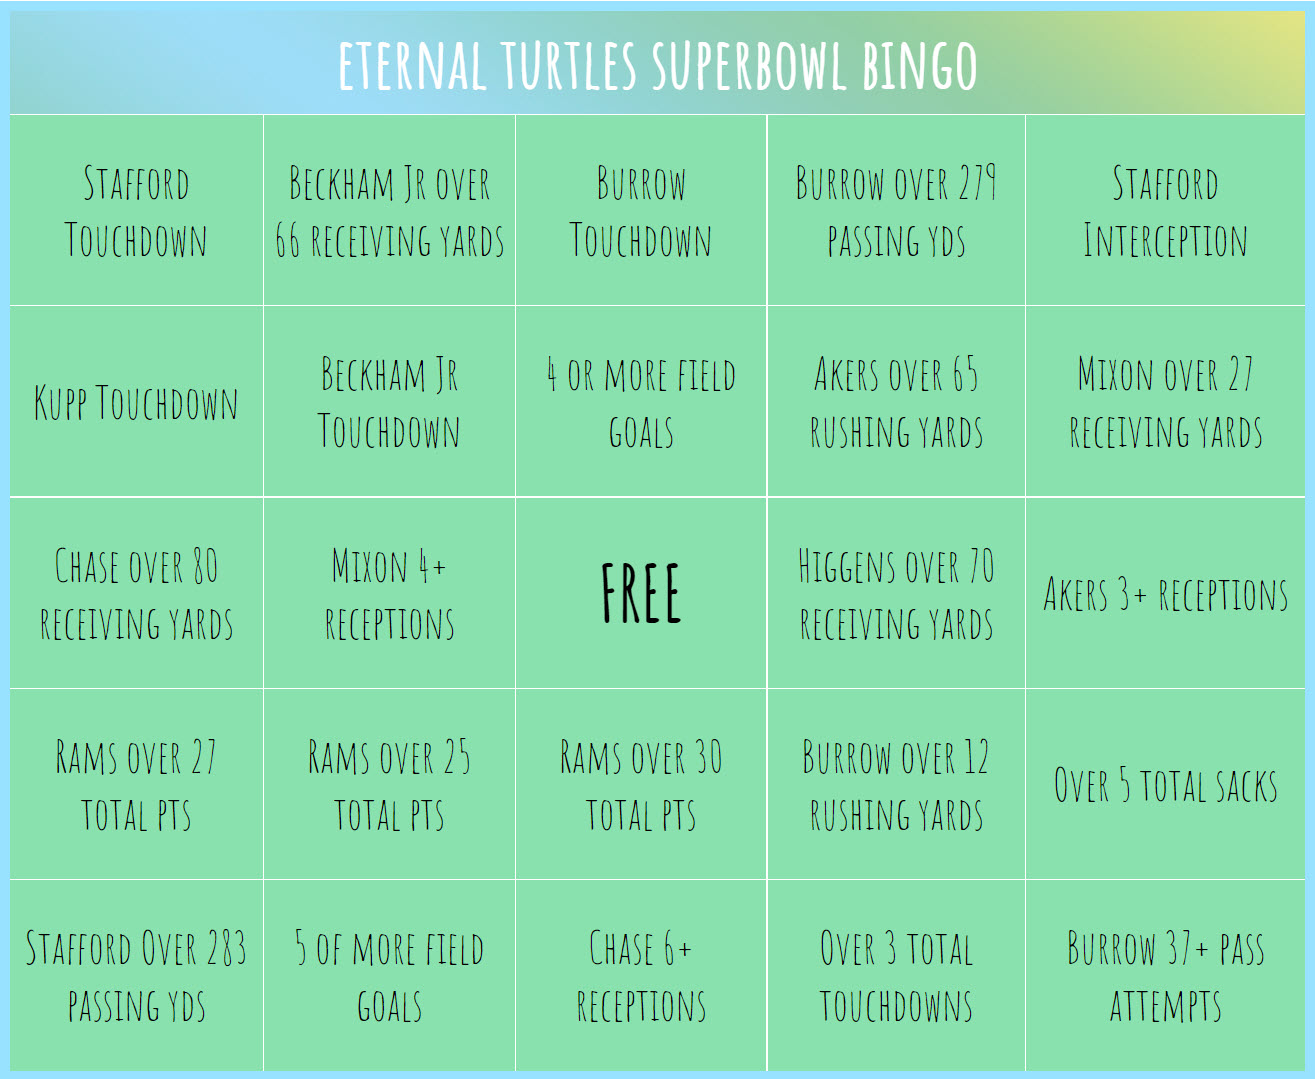 ETERNAL TURTLES SUPERBOWL BINGO
STAFFORD
TOUCHDOWN
BECKHAM JR OVER
66 RECEIVING YARDS
BURROW
TOUCHDOWN
BURROW OVER 279
PASSING YDS
STAFFORD
INTERCEPTION
KUPP TOUCHDOWN
BECKHAM JR
TOUCHDOWN
4 OR MORE FIELD
GOALS
AKERS OVER 65
RUSHING YARDS
MIXON OVER 27
RECEIVING YARDS
CHASE OVER 80
RECEIVING YARDS
MIXON 4+
RECEPTIONS
FREE
HIGGENS OVER 70
RECEIVING YARDS
AKERS 3+ RECEPTIONS
RAMS OVER 27
TOTAL PTS
RAMS OVER 25
TOTAL PTS
RAMS OVER 30
TOTAL PTS
BURROW OVER 12
RUSHING YARDS
OVER 5 TOTAL SACKS
STAFFORD OVER 283
PASSING YDS
5 OF MORE FIELD
GOALS
CHASE 6+
RECEPTIONS
OVER 3 TOTAL
TOUCHDOWNS
BURROW 37+ PASS
ATTEMPTS